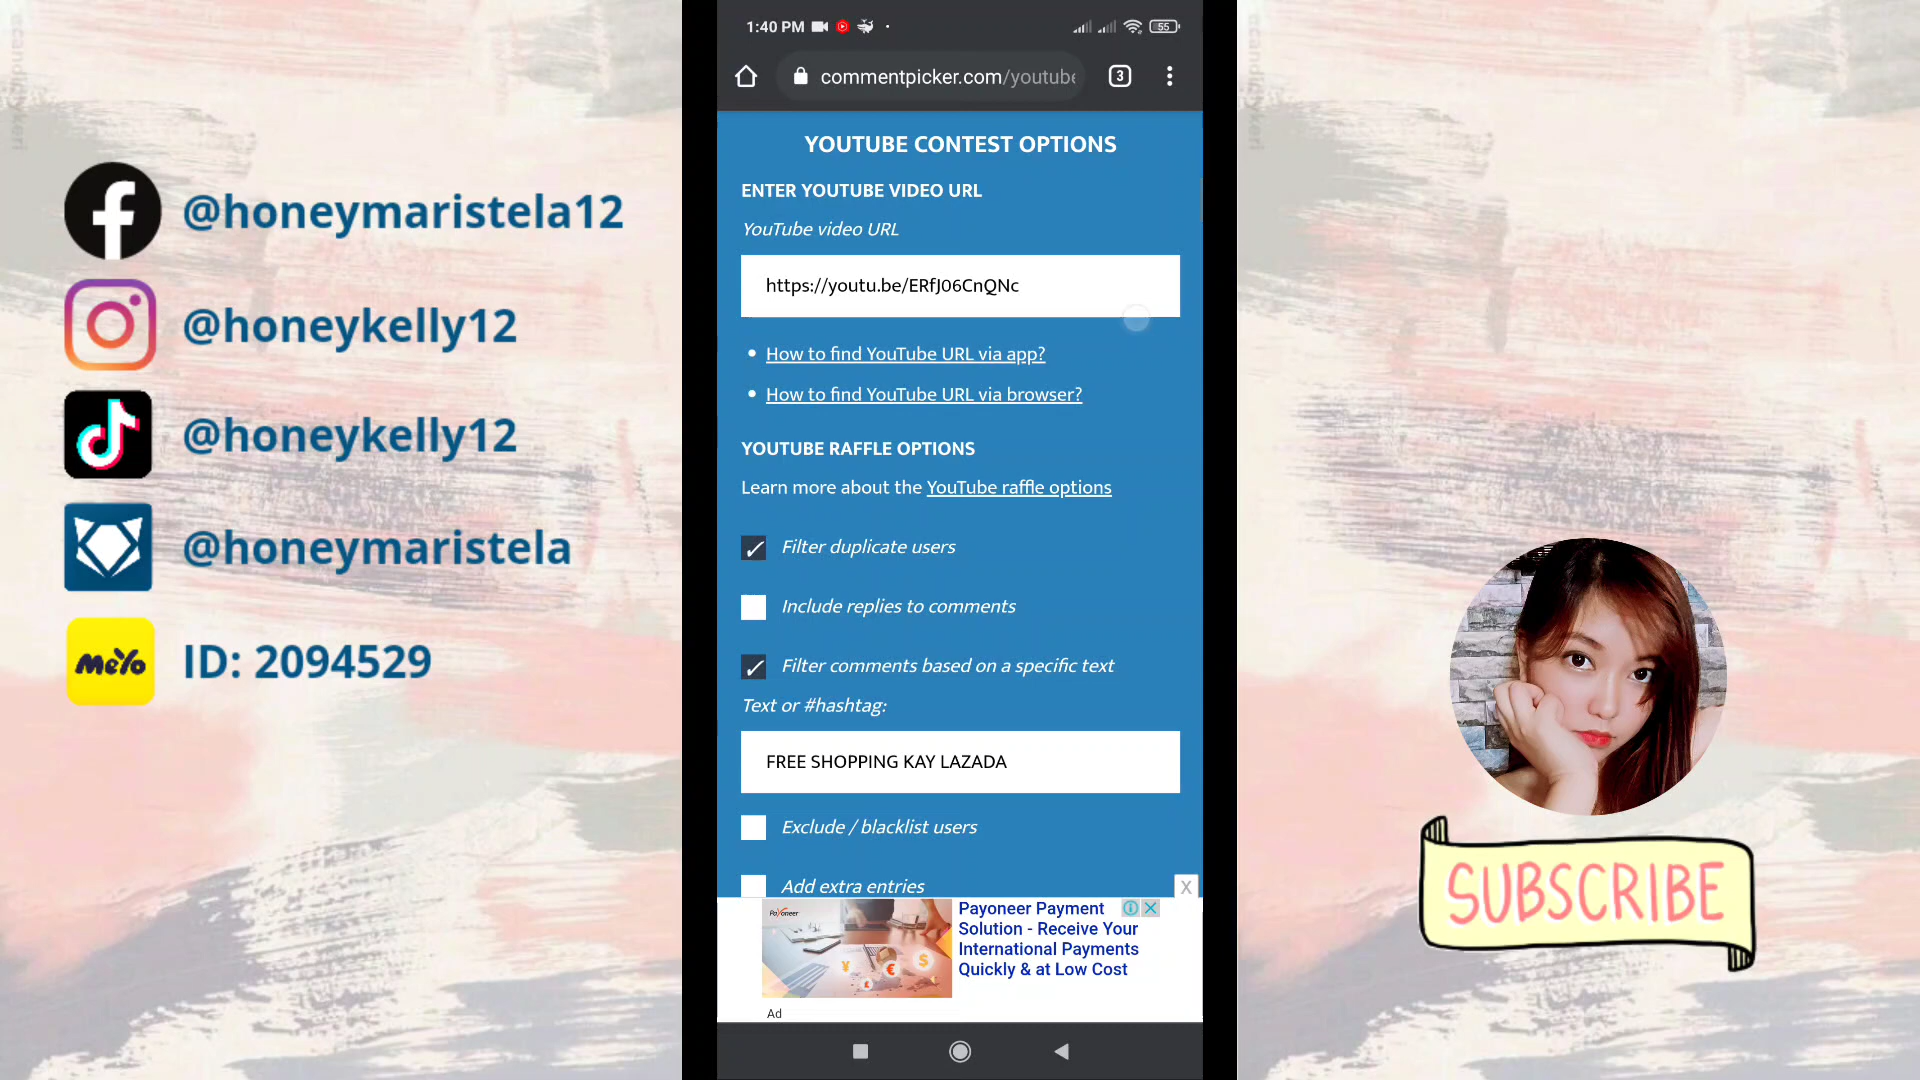 @honeymaristela12
@honeykelly12
@honeykelly12
@honeymaristela
MeYo
ID: 2094529
1:40 PM
55
commentpicker.com/youtube
3
YOUTUBE CONTEST OPTIONS
ENTER YOUTUBE VIDEO URL
YouTube video URL
https://youtu.be/ERfJ06CnQNc
How to find YouTube URL via app?
How to find YouTube URL via browser?
YOUTUBE RAFFLE OPTIONS
Learn more about the YouTube raffle options
Filter duplicate users
Include replies to comments
Filter comments based on a specific text
Text or #hashtag:
FREE SHOPPING KAY LAZADA
Exclude / blacklist users
Add extra entries
X
Payoneer
Payoneer Payment
Solution - Receive Your
International Payments
Quickly & at Low Cost
Ad
SUBSCRIBE